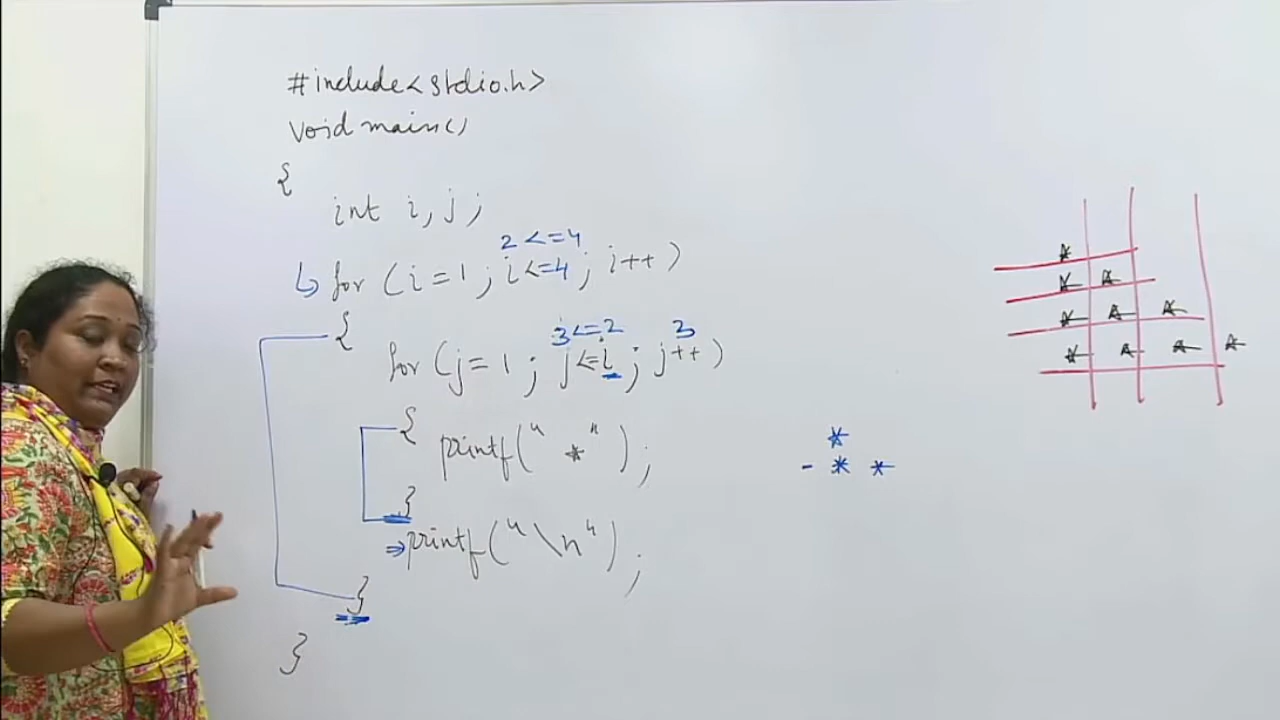 #include<stdio.h>
void main()
{
int i, j;
2 <= 4
↳ for (i = 1; i <= 4; i++)
{
3 <= 2 3
for (j = 1; j <= i; j++)
{
printf(" * ");
}
⇒ printf("\n");
}
}
*
* *
* * *
* * * *
*
- * *